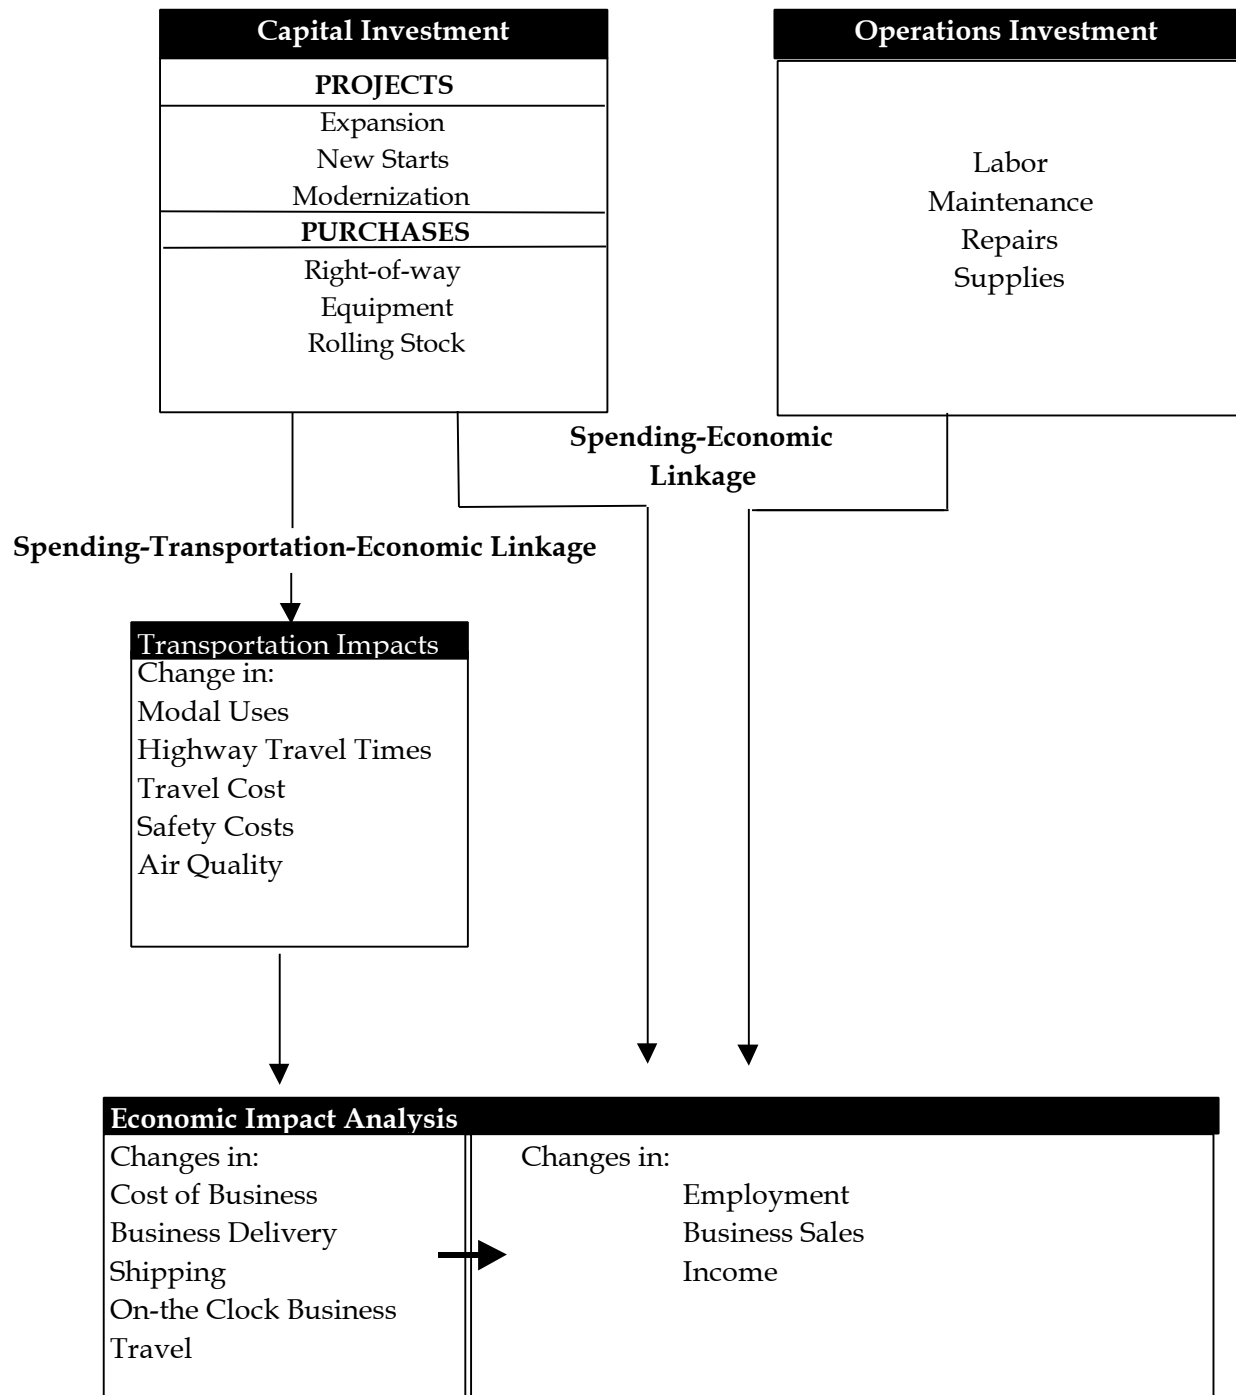 Capital Investment
PROJECTS
Expansion
New Starts
Modernization
PURCHASES
Right-of-way
Equipment
Rolling Stock
Operations Investment
Labor
Maintenance
Repairs
Supplies
Spending-Economic
Linkage
Spending-Transportation-Economic Linkage
Transportation Impacts
Change in:
Modal Uses
Highway Travel Times
Travel Cost
Safety Costs
Air Quality
Economic Impact Analysis
Changes in:
Cost of Business
Business Delivery
Shipping
On-the Clock Business
Travel
Changes in:
Employment
Business Sales
Income